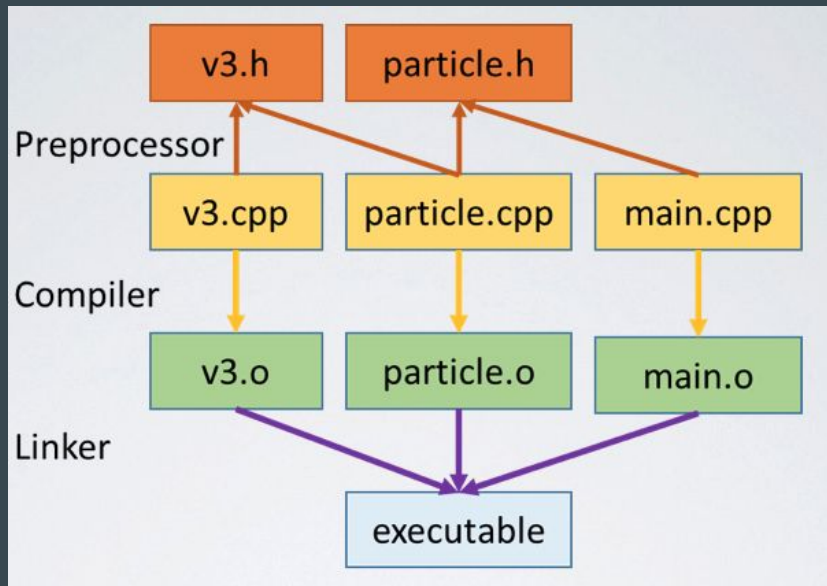 v3.h
particle.h
Preprocessor
v3.cpp
particle.cpp
main.cpp
Compiler
v3.o
particle.o
main.o
Linker
executable